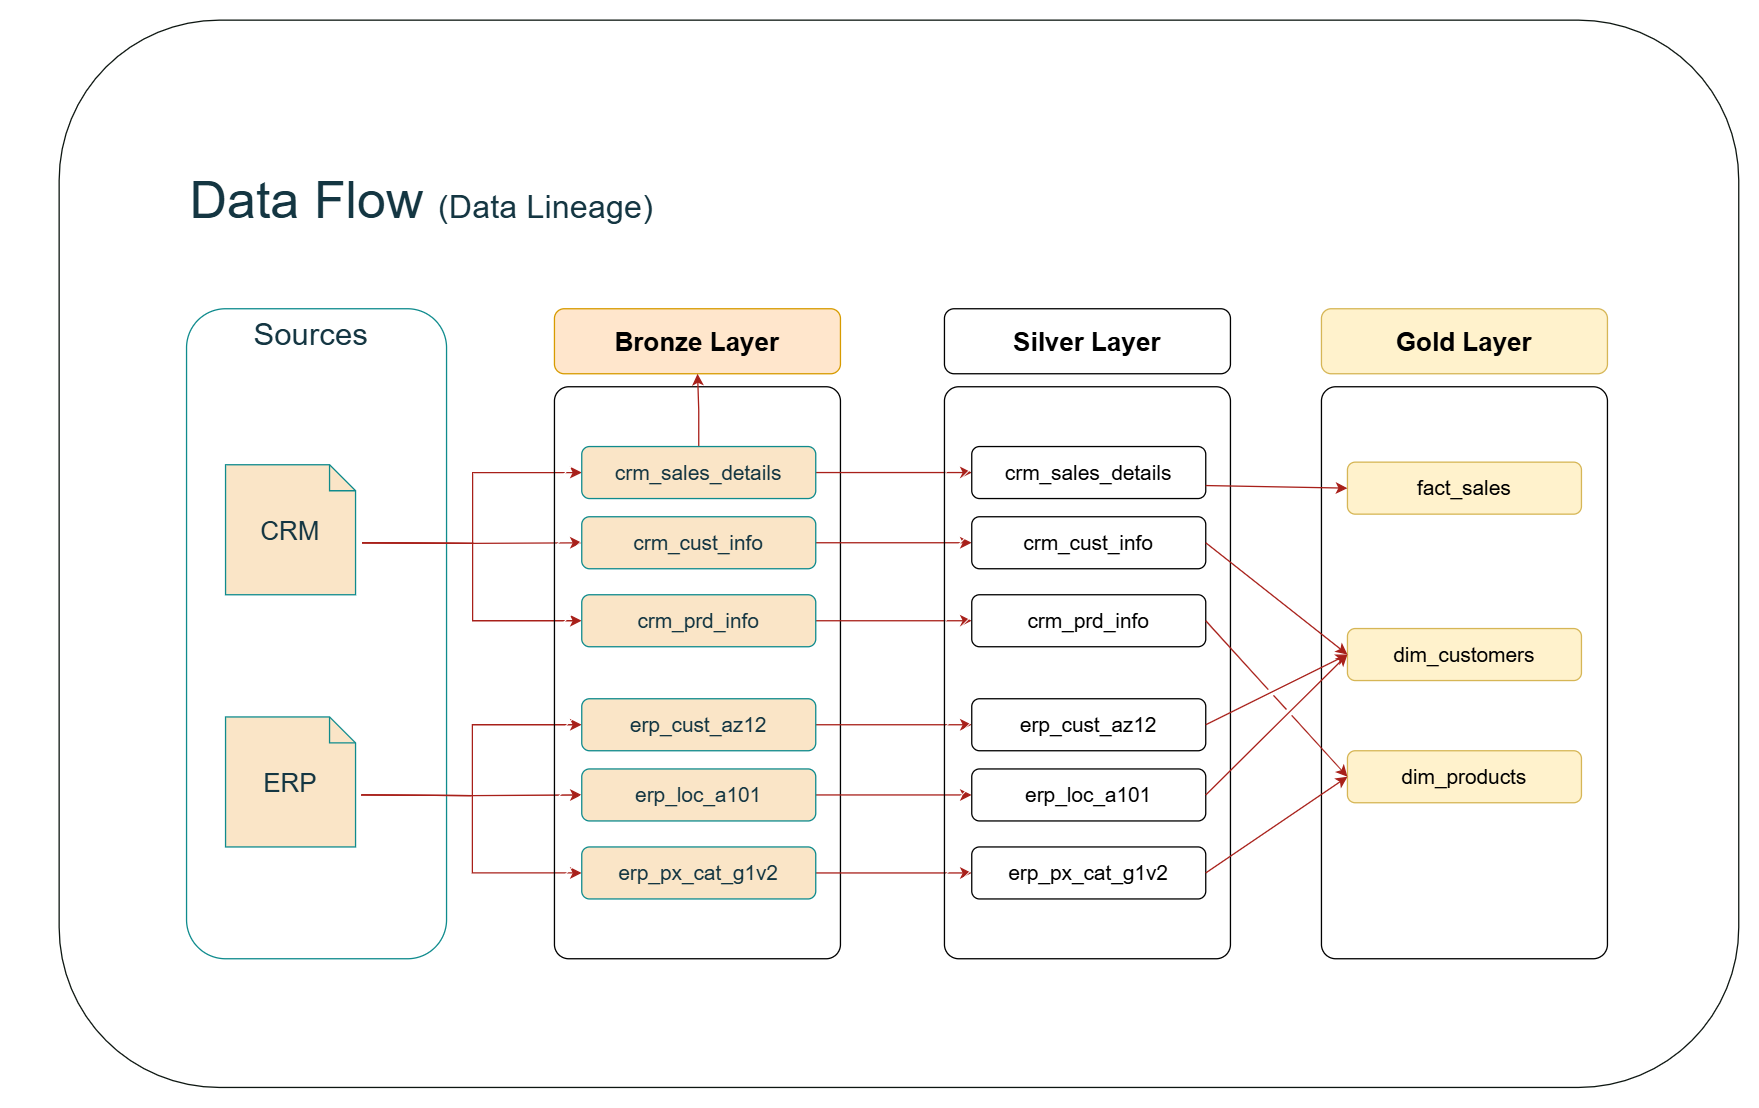 Data Flow (Data Lineage)
Sources
CRM
ERP
Bronze Layer
crm_sales_details
crm_cust_info
crm_prd_info
erp_cust_az12
erp_loc_a101
erp_px_cat_g1v2
Silver Layer
crm_sales_details
crm_cust_info
crm_prd_info
erp_cust_az12
erp_loc_a101
erp_px_cat_g1v2
Gold Layer
fact_sales
dim_customers
dim_products